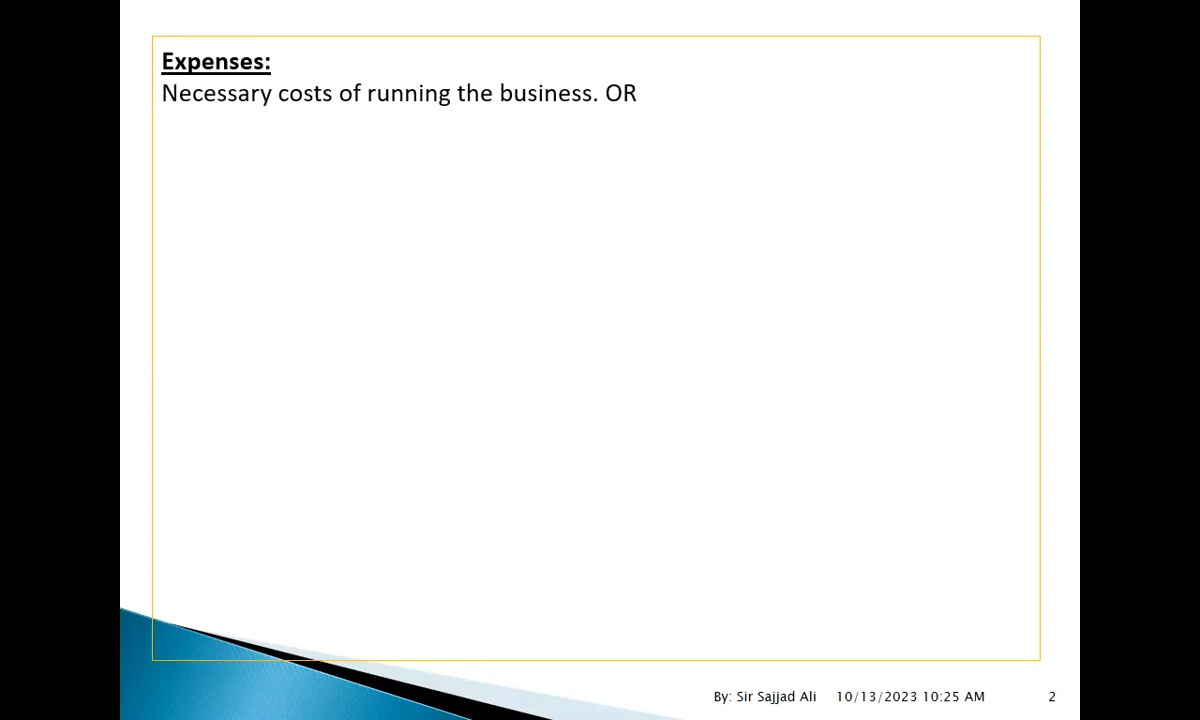 Expenses:
Necessary costs of running the business. OR
By: Sir Sajjad Ali 10/13/2023 10:25 AM 2